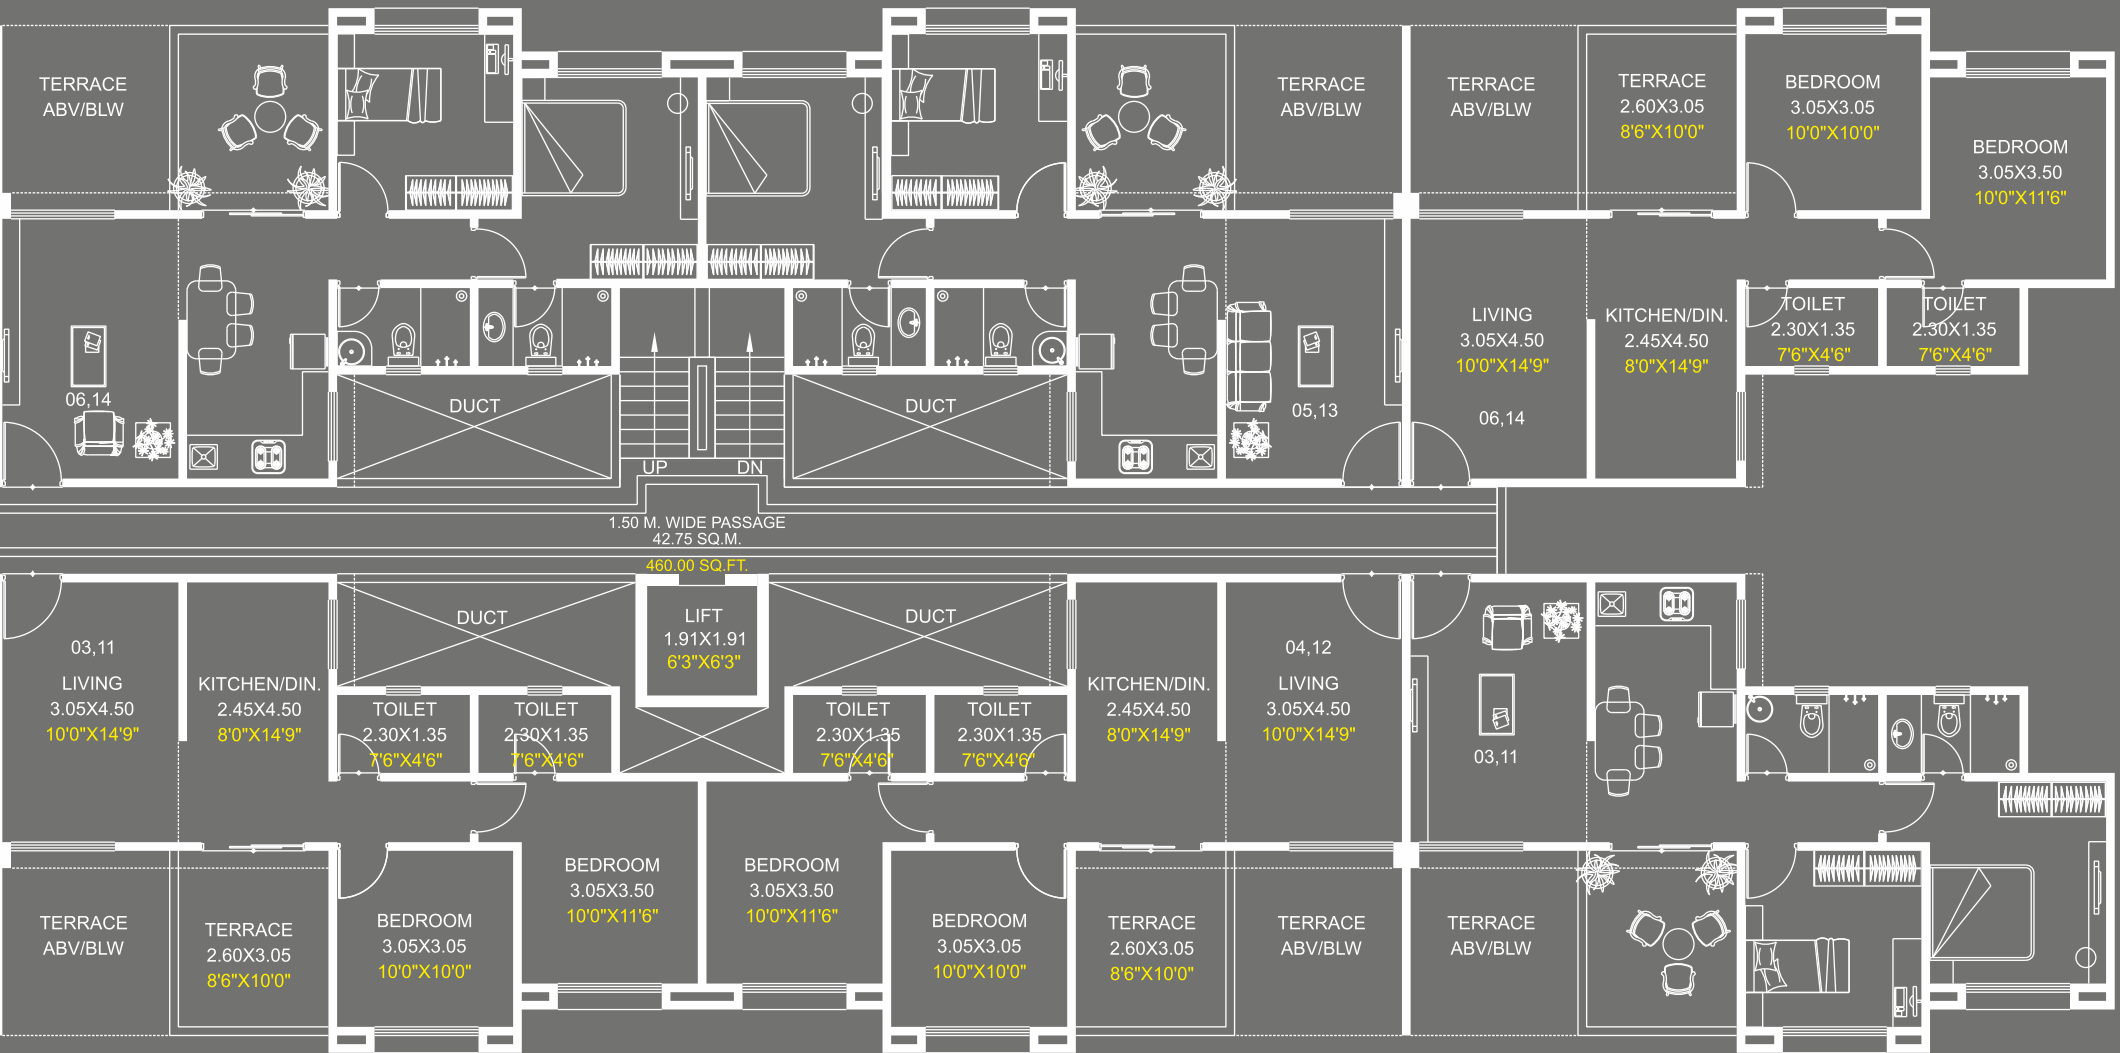 TERRACE
ABV/BLW
TERRACE
ABV/BLW
TERRACE
ABV/BLW
TERRACE
2.60X3.05
8'6"X10'0"
BEDROOM
3.05X3.05
10'0"X10'0"
BEDROOM
3.05X3.50
10'0"X11'6"
06,14
DUCT
UP
DN
DUCT
05,13
LIVING
3.05X4.50
10'0"X14'9"
06,14
KITCHEN/DIN.
2.45X4.50
8'0"X14'9"
TOILET
2.30X1.35
7'6"X4'6"
TOILET
2.30X1.35
7'6"X4'6"
1.50 M. WIDE PASSAGE
42.75 SQ.M.
460.00 SQ.FT.
03,11
LIVING
3.05X4.50
10'0"X14'9"
KITCHEN/DIN.
2.45X4.50
8'0"X14'9"
DUCT
LIFT
1.91X1.91
6'3"X6'3"
DUCT
TOILET
2.30X1.35
7'6"X4'6"
TOILET
2.30X1.35
7'6"X4'6"
TOILET
2.30X1.35
7'6"X4'6"
TOILET
2.30X1.35
7'6"X4'6"
KITCHEN/DIN.
2.45X4.50
8'0"X14'9"
04,12
LIVING
3.05X4.50
10'0"X14'9"
03,11
TERRACE
ABV/BLW
TERRACE
2.60X3.05
8'6"X10'0"
BEDROOM
3.05X3.05
10'0"X10'0"
BEDROOM
3.05X3.50
10'0"X11'6"
BEDROOM
3.05X3.50
10'0"X11'6"
BEDROOM
3.05X3.05
10'0"X10'0"
TERRACE
2.60X3.05
8'6"X10'0"
TERRACE
ABV/BLW
TERRACE
ABV/BLW